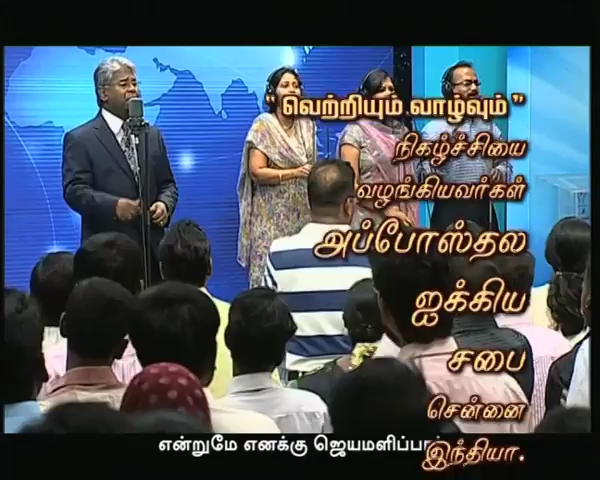 "வெற்றியும் வாழ்வும்"
நிகழ்ச்சியை
வழங்கியவர்கள்
அப்போஸ்தல
ஐக்கிய
சபை
சென்னை
இந்தியா.
என்றுமே எனக்கு ஜெயமளிப்பார்